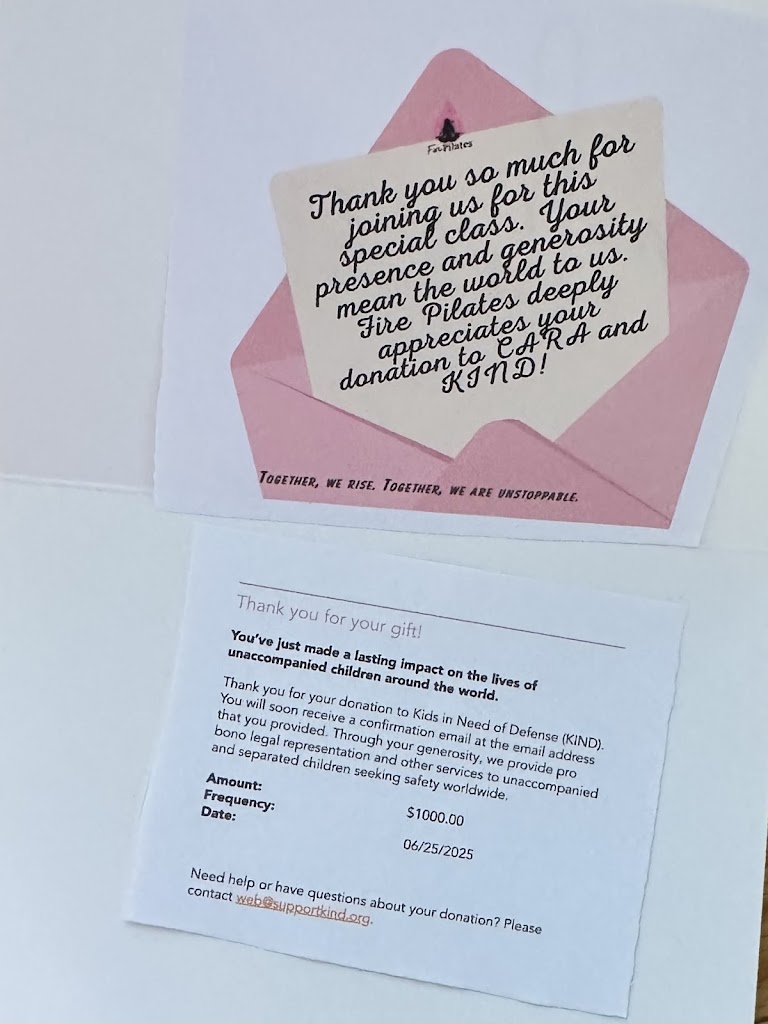 Fire Pilates
Thank you so much for
joining us for this
special class. Your
presence and generosity
mean the world to us.
Fire Pilates deeply
appreciates your
donation to CARA and
KIND!
TOGETHER, WE RISE. TOGETHER, WE ARE UNSTOPPABLE.
Thank you for your gift!
You've just made a lasting impact on the lives of
unaccompanied children around the world.
Thank you for your donation to Kids in Need of Defense (KIND).
You will soon receive a confirmation email at the email address
that you provided. Through your generosity, we provide pro
bono legal representation and other services to unaccompanied
and separated children seeking safety worldwide.
Amount: $1000.00
Frequency:
Date: 06/25/2025
Need help or have questions about your donation? Please
contact web@supportkind.org.